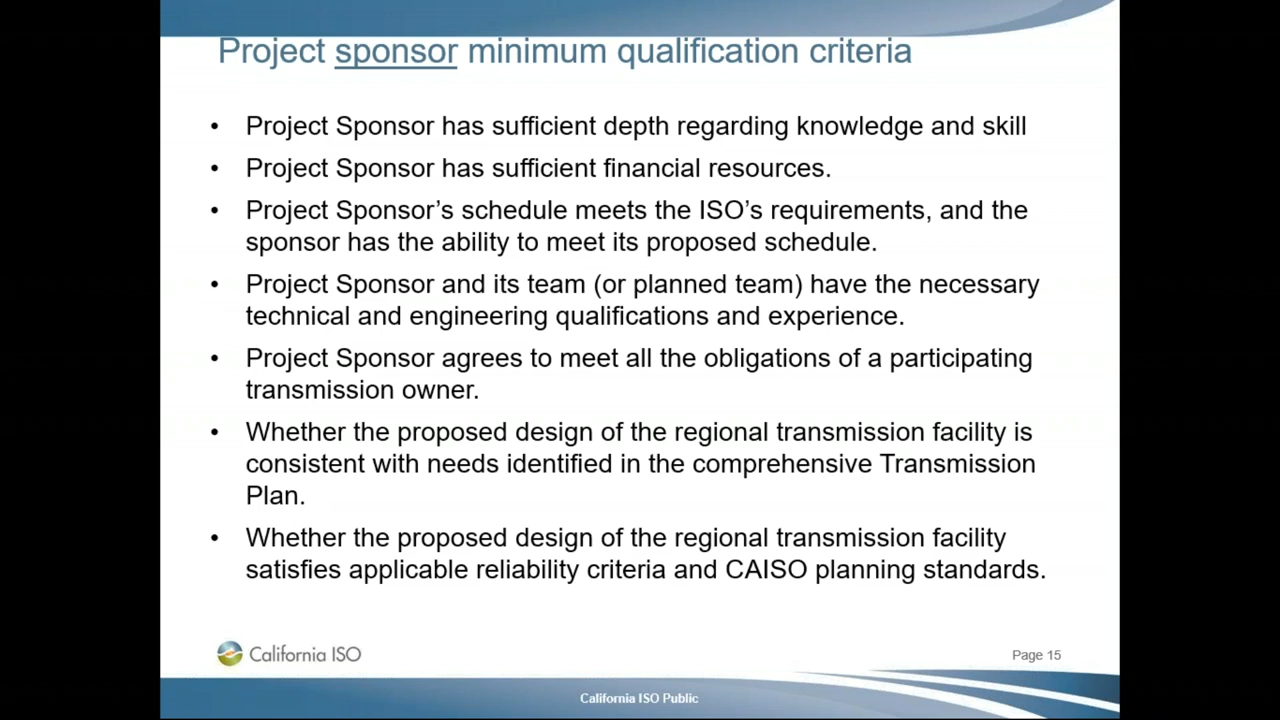 Project sponsor minimum qualification criteria
• Project Sponsor has sufficient depth regarding knowledge and skill
• Project Sponsor has sufficient financial resources.
• Project Sponsor’s schedule meets the ISO’s requirements, and the
sponsor has the ability to meet its proposed schedule.
• Project Sponsor and its team (or planned team) have the necessary
technical and engineering qualifications and experience.
• Project Sponsor agrees to meet all the obligations of a participating
transmission owner.
• Whether the proposed design of the regional transmission facility is
consistent with needs identified in the comprehensive Transmission
Plan.
• Whether the proposed design of the regional transmission facility
satisfies applicable reliability criteria and CAISO planning standards.
California ISO
Page 15
California ISO Public